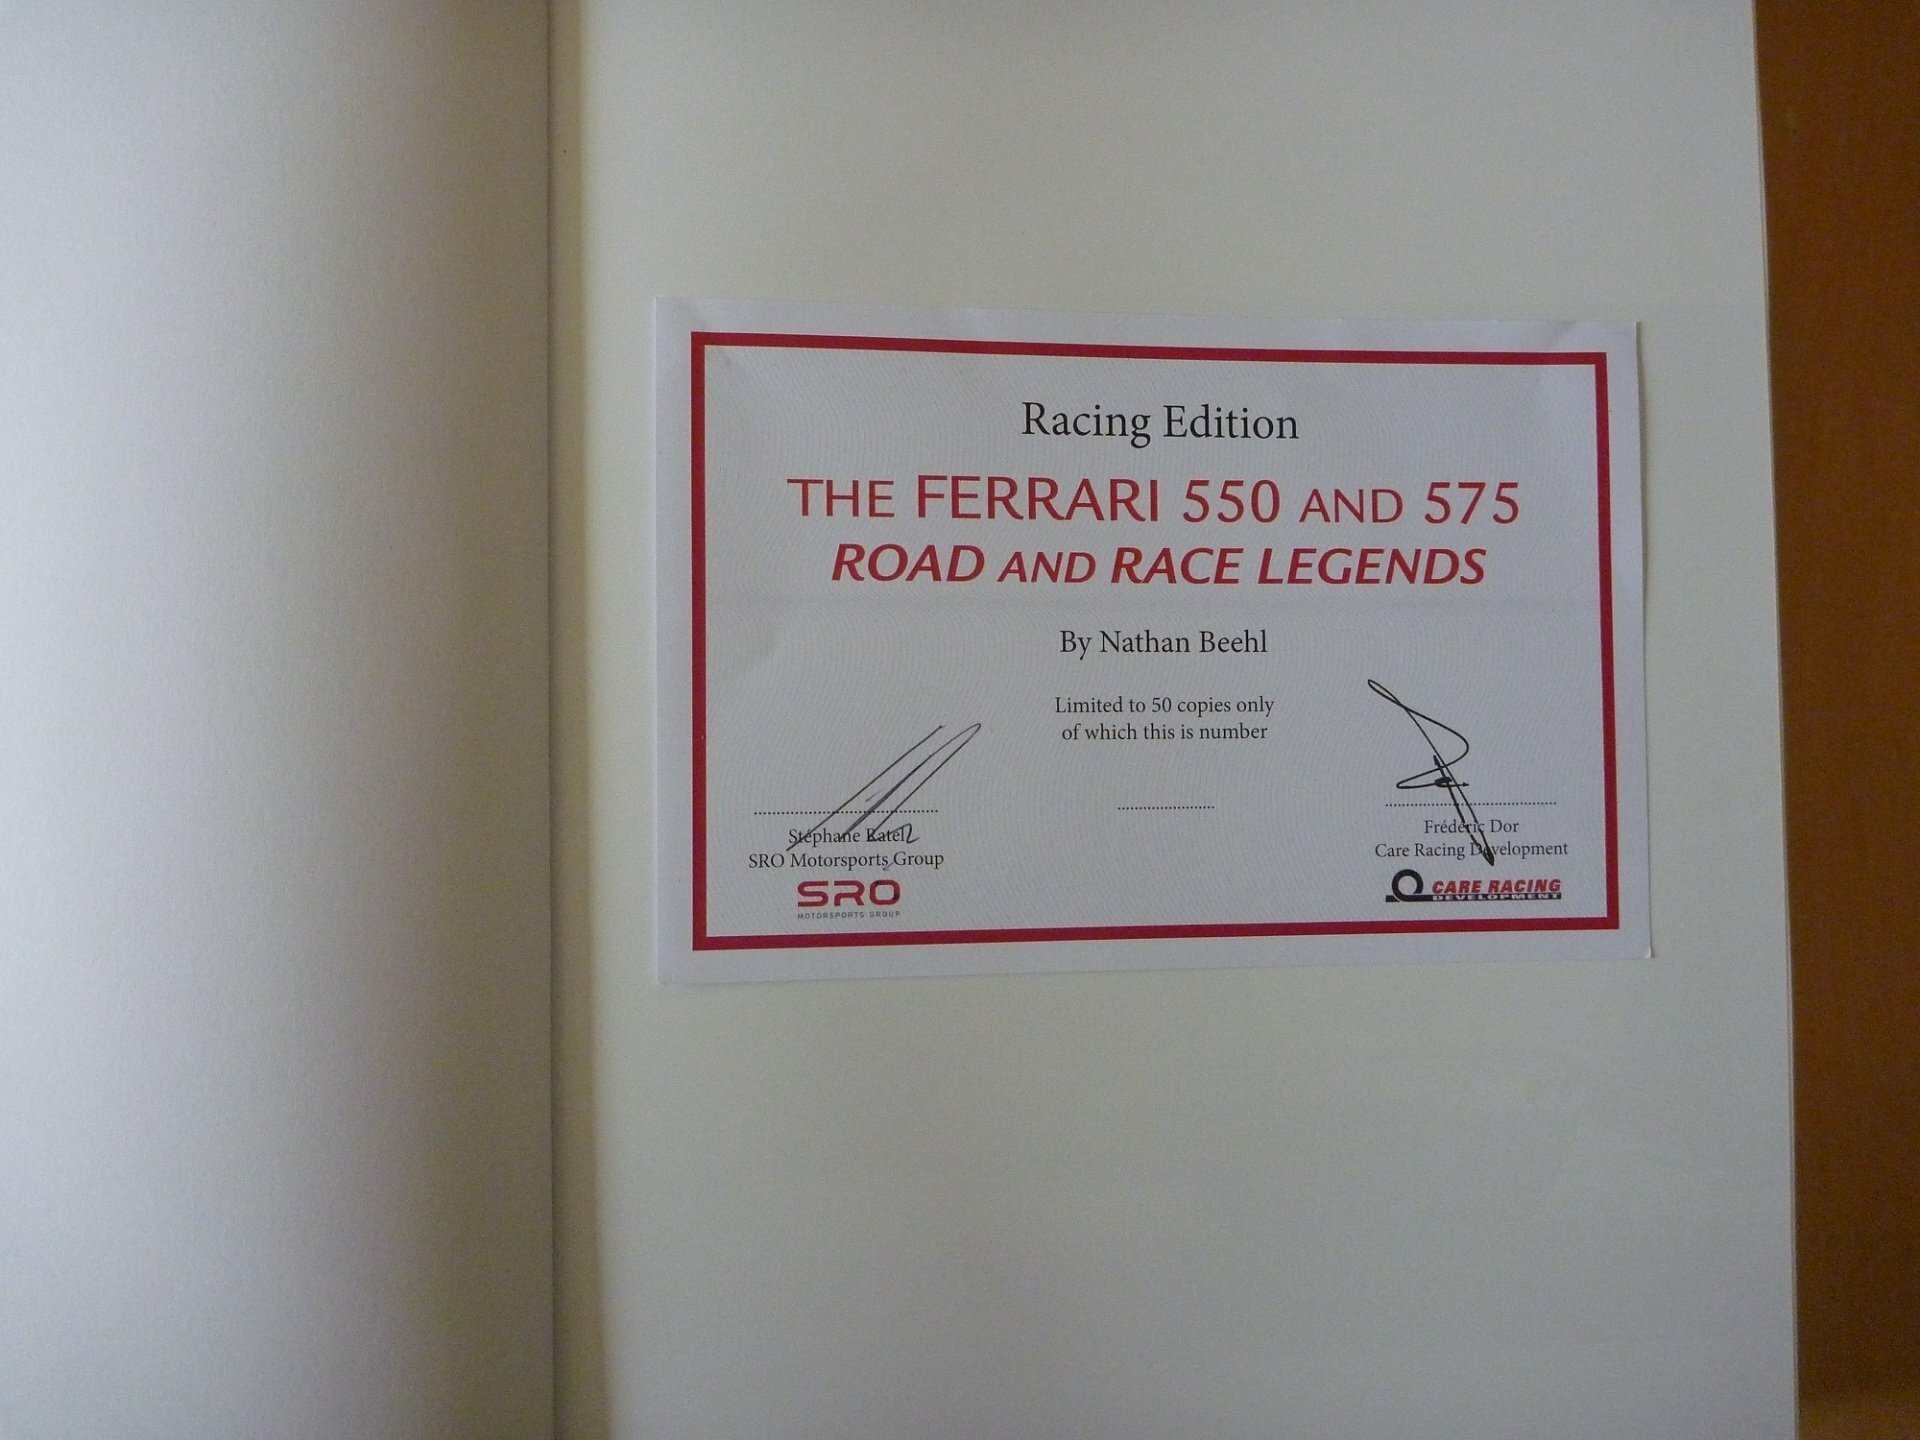 Racing Edition
THE FERRARI 550 AND 575
ROAD AND RACE LEGENDS
By Nathan Beehl
Limited to 50 copies only
of which this is number
Stéphane Ratel
SRO Motorsports Group
SRO
MOTORSPORTS GROUP
Frédéric Dor
Care Racing Development
CARE RACING
DEVELOPMENT